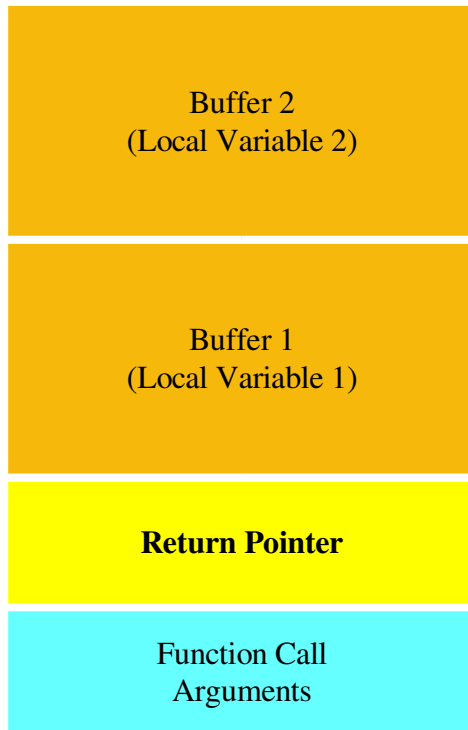 Buffer 2
(Local Variable 2)
Buffer 1
(Local Variable 1)
Return Pointer
Function Call
Arguments